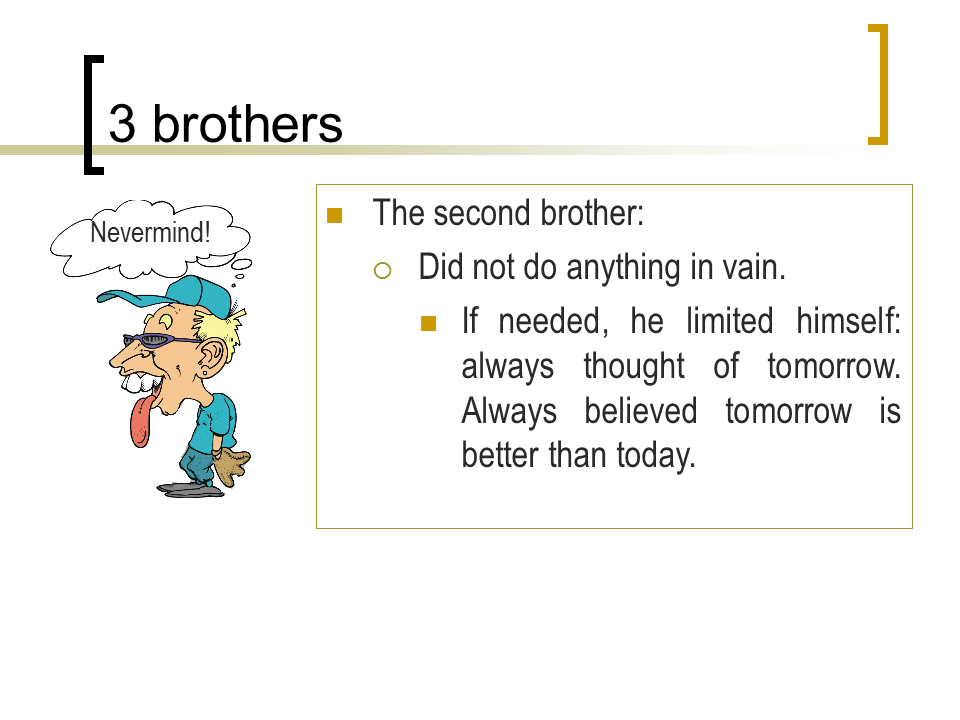 3 brothers
Nevermind!
The second brother:
Did not do anything in vain.
If needed, he limited himself:
always thought of tomorrow.
Always believed tomorrow is
better than today.